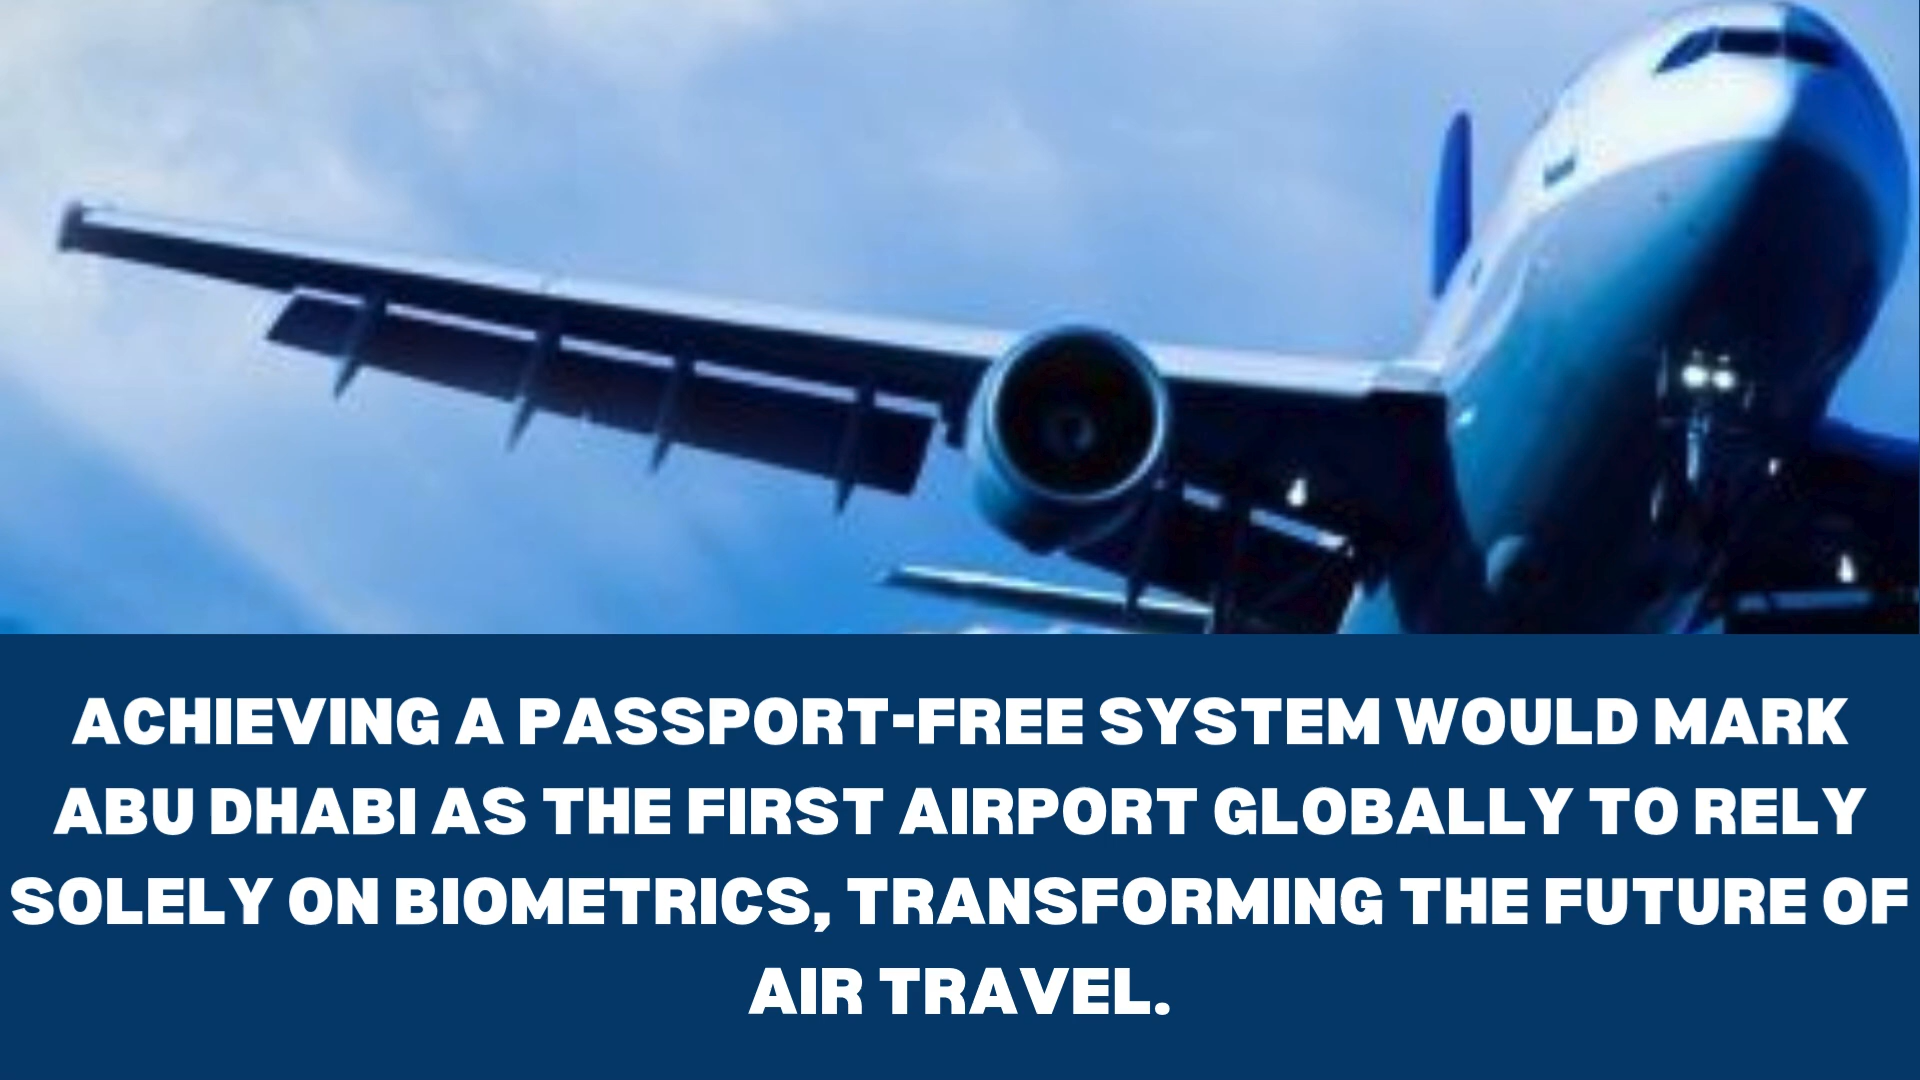 ACHIEVING A PASSPORT-FREE SYSTEM WOULD MARK
ABU DHABI AS THE FIRST AIRPORT GLOBALLY TO RELY
SOLELY ON BIOMETRICS, TRANSFORMING THE FUTURE OF
AIR TRAVEL.